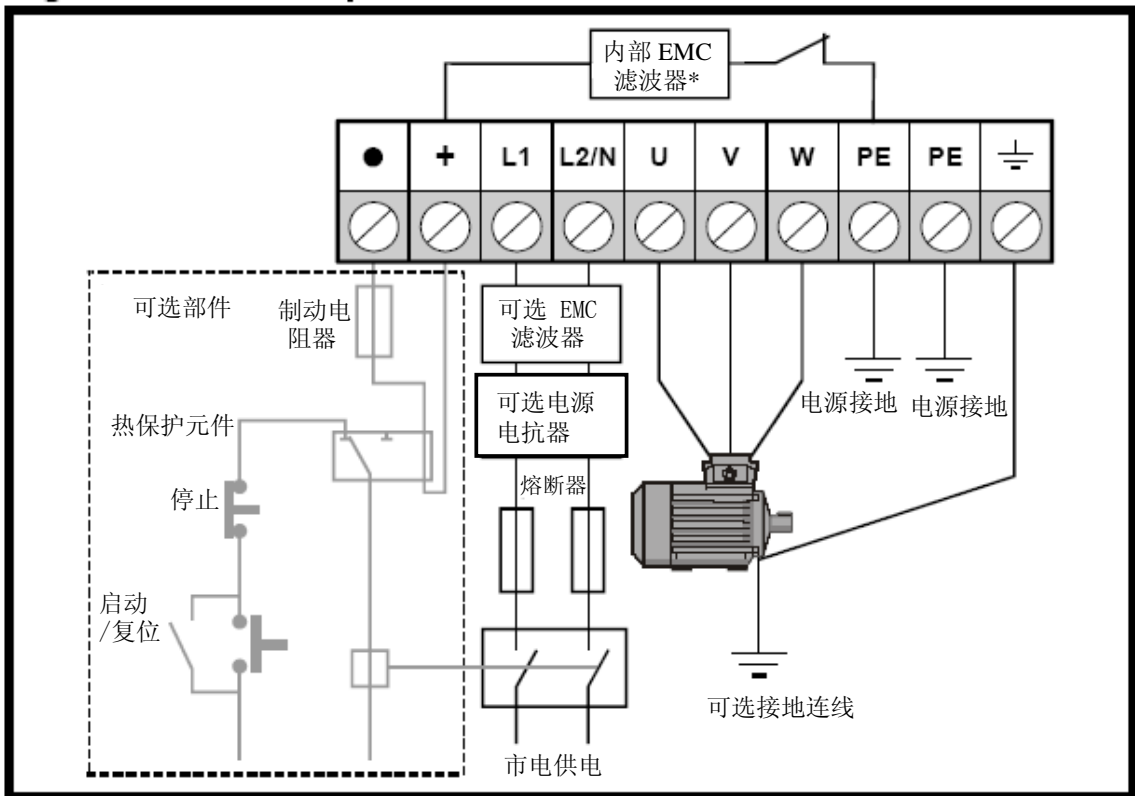 内部 EMC
滤波器*
+ L1 L2/N U V W PE PE
可选部件
制动电
阻器
可选 EMC
滤波器
可选电源
电抗器
电源接地 电源接地
热保护元件
熔断器
停止
启动
/复位
可选接地连线
市电供电